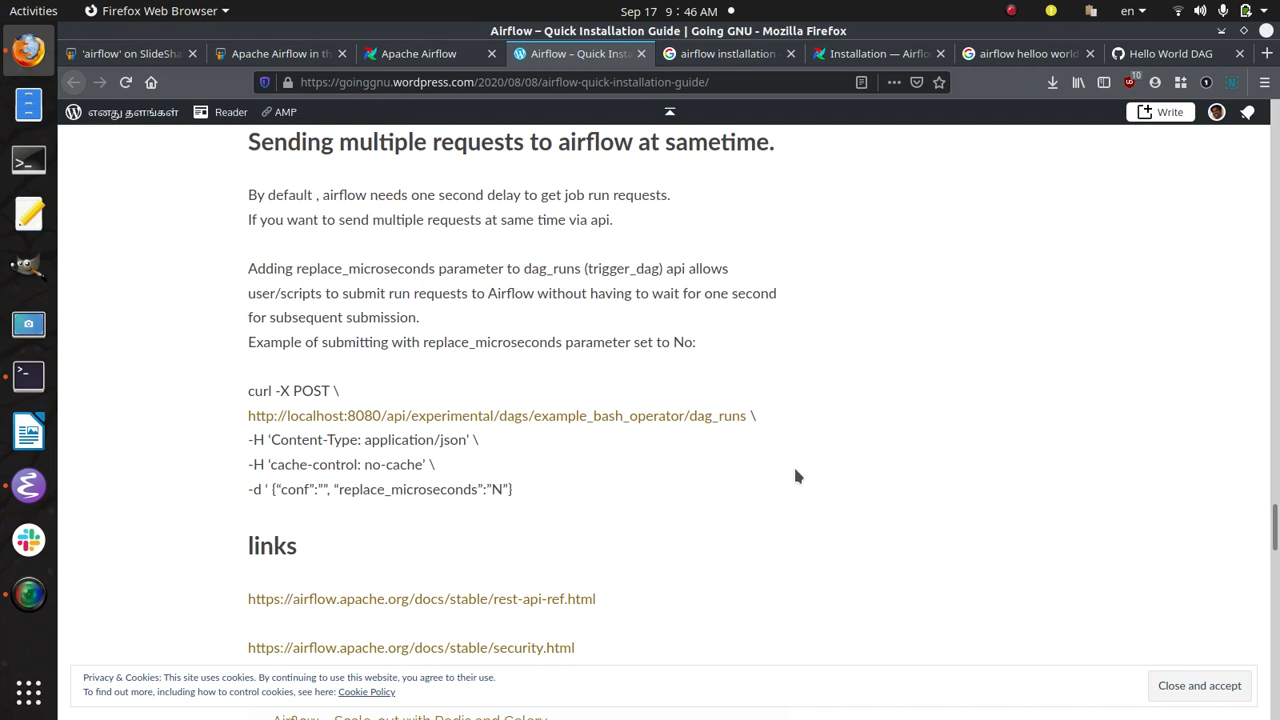 Activities
Firefox Web Browser
Sep 17 9:46 AM
en
Airflow – Quick Installation Guide | Going GNU - Mozilla Firefox
'airflow' on SlideSha
Apache Airflow in th
Apache Airflow
Airflow – Quick Insta
airflow installation
Installation — Airflow
airflow helloo world
Hello World DAG
https://goinggnu.wordpress.com/2020/08/08/airflow-quick-installation-guide/
10
எனது தளங்கள்
Reader
AMP
Write
Sending multiple requests to airflow at sametime.
By default , airflow needs one second delay to get job run requests.
If you want to send multiple requests at same time via api.
Adding replace_microseconds parameter to dag_runs (trigger_dag) api allows
user/scripts to submit run requests to Airflow without having to wait for one second
for subsequent submission.
Example of submitting with replace_microseconds parameter set to No:
curl -X POST \
http://localhost:8080/api/experimental/dags/example_bash_operator/dag_runs \
-H ‘Content-Type: application/json’ \
-H ‘cache-control: no-cache’ \
-d ‘ {“conf”:””, “replace_microseconds”:”N”}
links
https://airflow.apache.org/docs/stable/rest-api-ref.html
https://airflow.apache.org/docs/stable/security.html
Privacy & Cookies: This site uses cookies. By continuing to use this website, you agree to their use.
To find out more, including how to control cookies, see here: Cookie Policy
Close and accept
Airflow – Scale-out with Redis and Celery